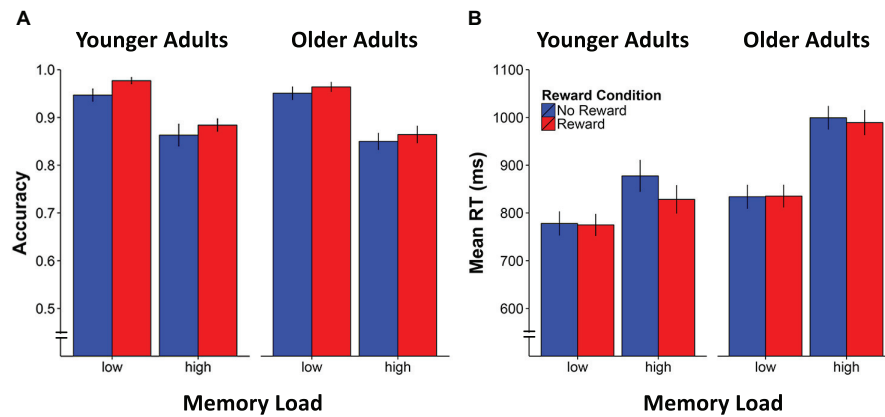 A
Younger Adults
Older Adults
Accuracy
1.0
0.9
0.8
0.7
0.6
0.5
low
high
low
high
Memory Load
B
Younger Adults
Older Adults
Mean RT (ms)
1100
1000
900
800
700
600
Reward Condition
No Reward
Reward
low
high
low
high
Memory Load